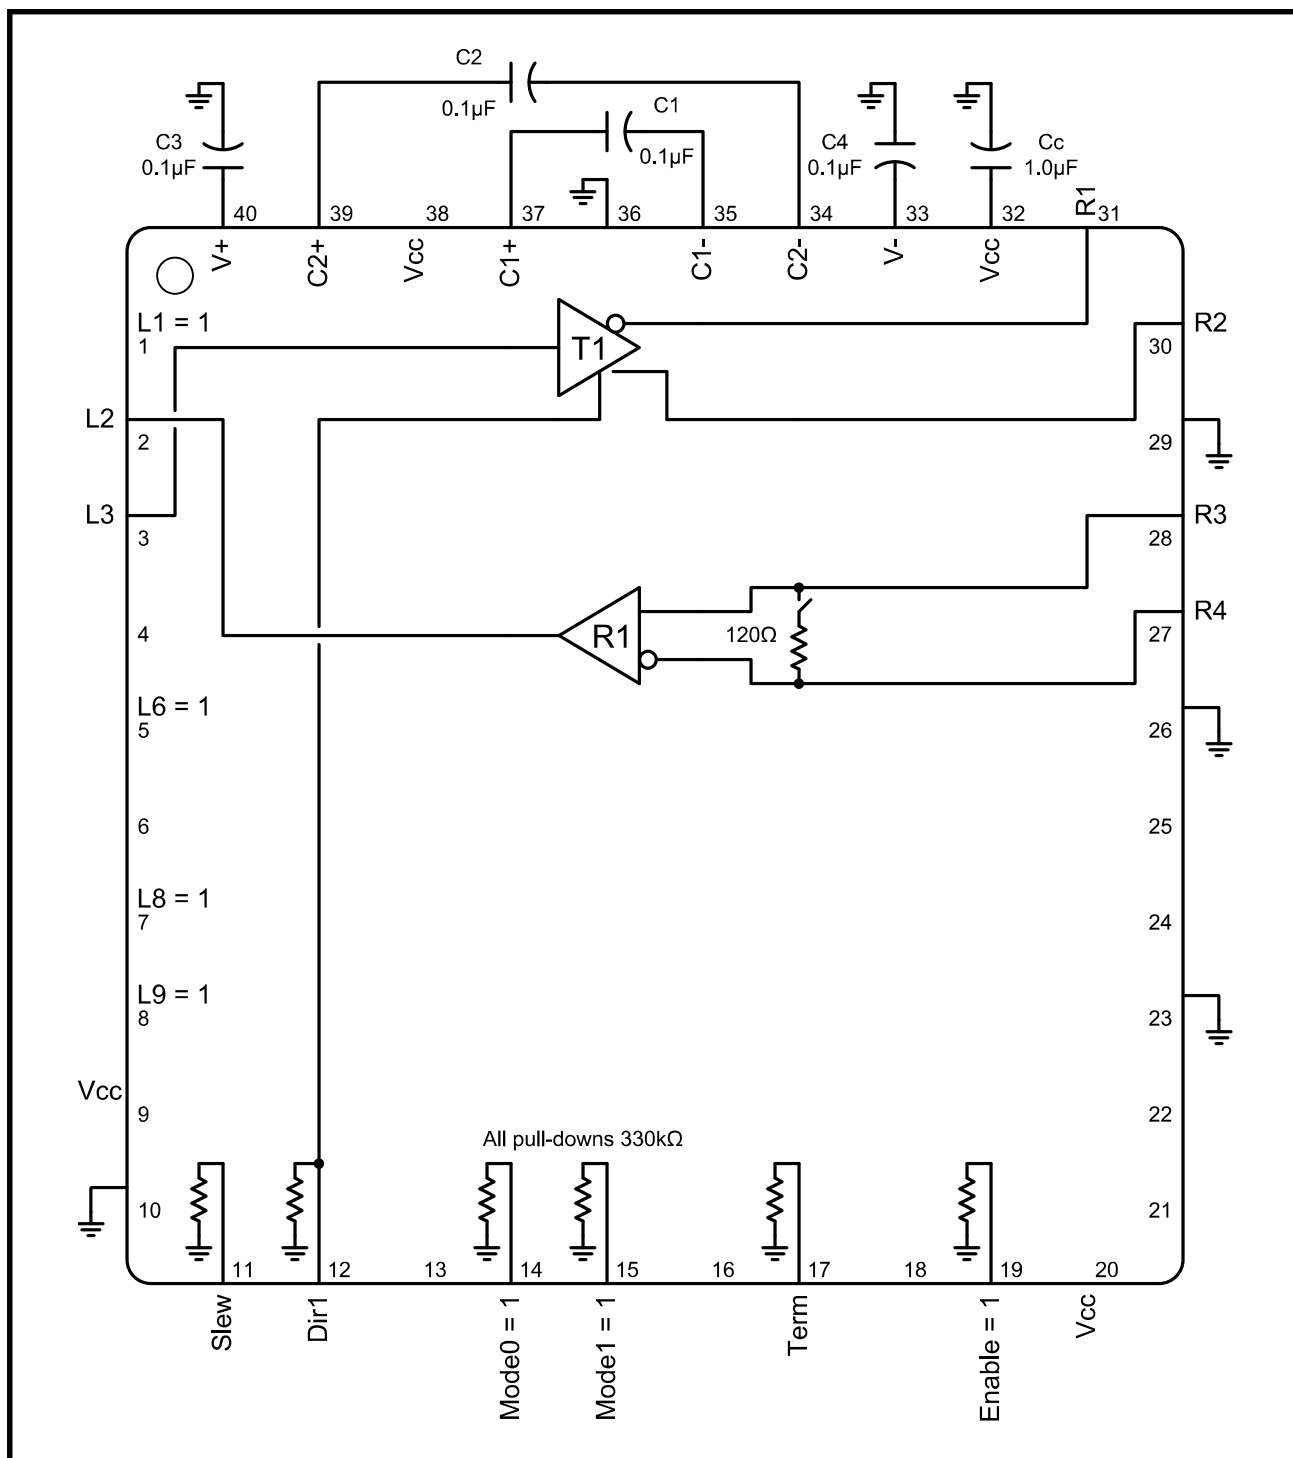 C2
0.1µF
C1
0.1µF
C3
0.1µF
C4
0.1µF
Cc
1.0µF
R1
40
39
38
37
36
35
34
33
32
31
V+
C2+
Vcc
C1+
C1-
C2-
V-
Vcc
L1 = 1
1
T1
R2
30
L2
2
29
L3
3
R3
28
4
R1
120Ω
R4
27
L6 = 1
5
26
6
25
L8 = 1
7
24
L9 = 1
8
23
Vcc
9
22
All pull-downs 330kΩ
10
21
11
12
13
14
15
16
17
18
19
20
Slew
Dir1
Mode0 = 1
Mode1 = 1
Term
Enable = 1
Vcc